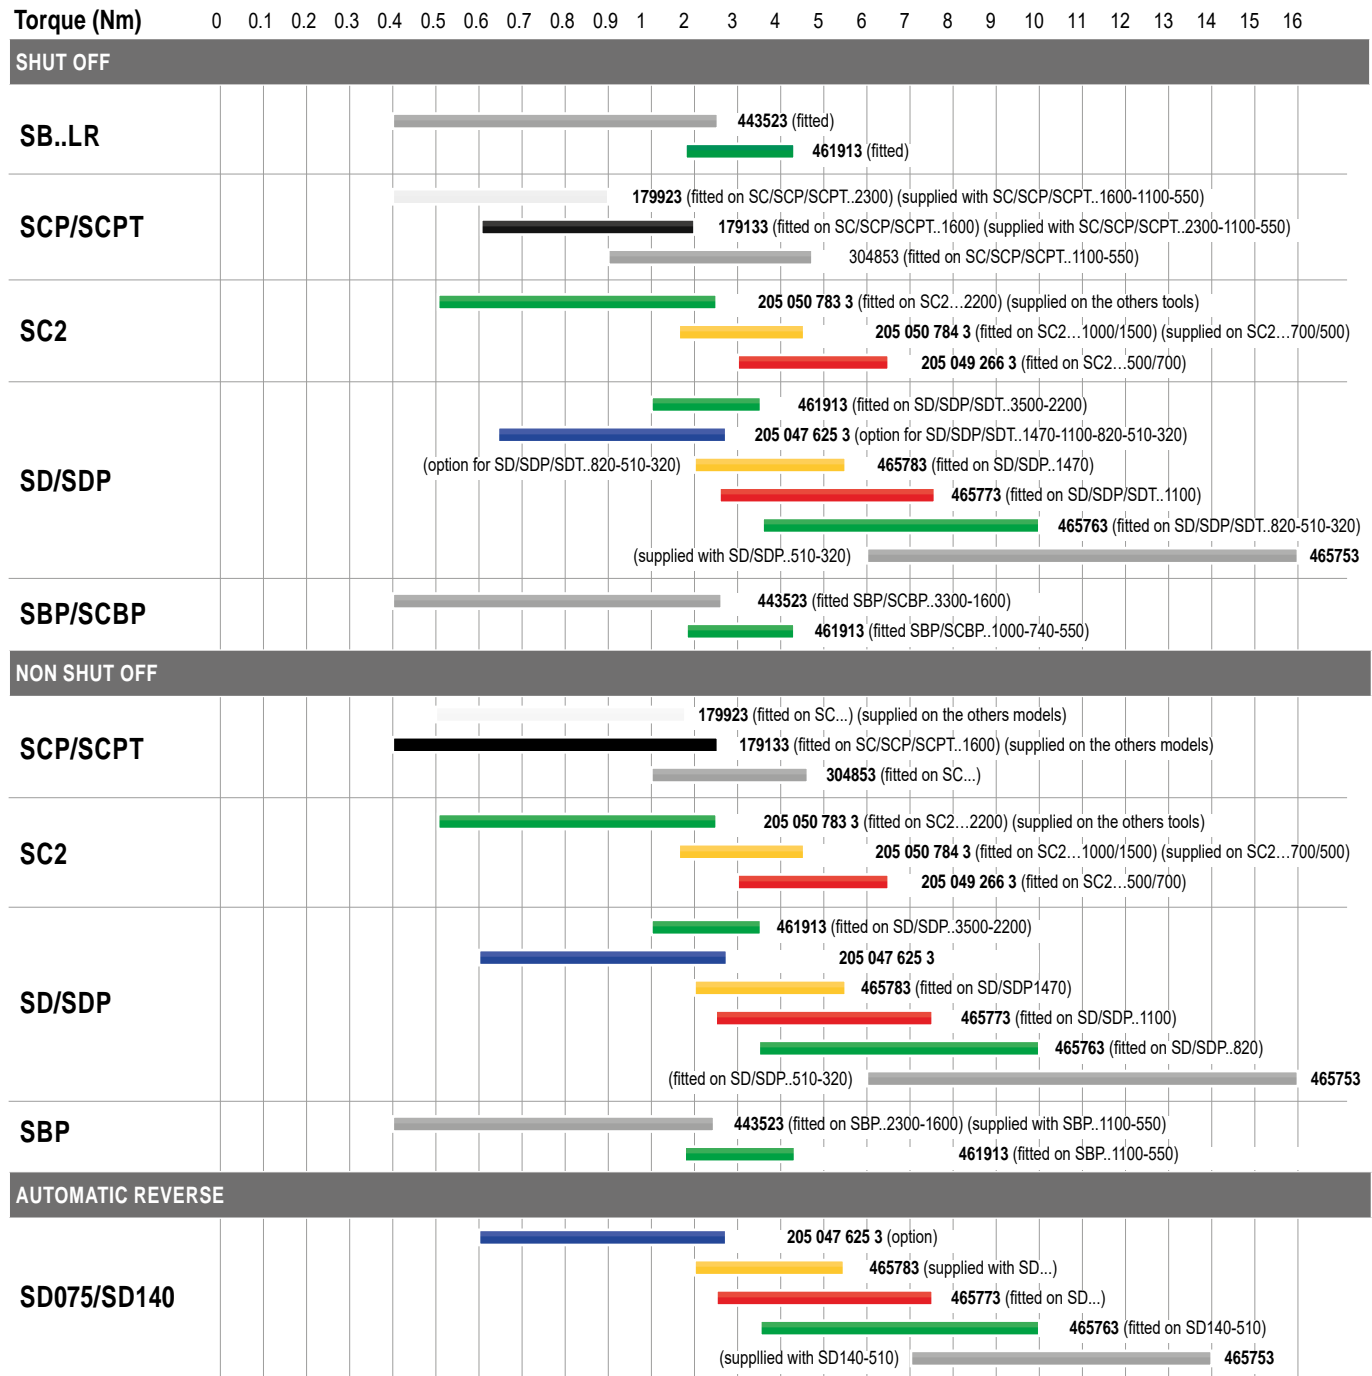 Torque (Nm) 0 0.1 0.2 0.3 0.4 0.5 0.6 0.7 0.8 0.9 1 2 3 4 5 6 7 8 9 10 11 12 13 14 15 16
SHUT OFF
SB..LR
443523 (fitted)
461913 (fitted)
SCP/SCPT
179923 (fitted on SC/SCP/SCPT..2300) (supplied with SC/SCP/SCPT..1600-1100-550)
179133 (fitted on SC/SCP/SCPT..1600) (supplied with SC/SCP/SCPT..2300-1100-550)
304853 (fitted on SC/SCP/SCPT..1100-550)
SC2
205 050 783 3 (fitted on SC2...2200) (supplied on the others tools)
205 050 784 3 (fitted on SC2...1000/1500) (supplied on SC2...700/500)
205 049 266 3 (fitted on SC2...500/700)
SD/SDP
461913 (fitted on SD/SDP/SDT..3500-2200)
205 047 625 3 (option for SD/SDP/SDT..1470-1100-820-510-320)
(option for SD/SDP/SDT..820-510-320) 465783 (fitted on SD/SDP..1470)
465773 (fitted on SD/SDP/SDT..1100)
465763 (fitted on SD/SDP/SDT..820-510-320)
(supplied with SD/SDP..510-320) 465753
SBP/SCBP
443523 (fitted SBP/SCBP..3300-1600)
461913 (fitted SBP/SCBP..1000-740-550)
NON SHUT OFF
SCP/SCPT
179923 (fitted on SC...) (supplied on the others models)
179133 (fitted on SC/SCP/SCPT..1600) (supplied on the others models)
304853 (fitted on SC...)
SC2
205 050 783 3 (fitted on SC2...2200) (supplied on the others tools)
205 050 784 3 (fitted on SC2...1000/1500) (supplied on SC2...700/500)
205 049 266 3 (fitted on SC2...500/700)
SD/SDP
461913 (fitted on SD/SDP..3500-2200)
205 047 625 3
465783 (fitted on SD/SDP1470)
465773 (fitted on SD/SDP..1100)
465763 (fitted on SD/SDP..820)
(fitted on SD/SDP..510-320) 465753
SBP
443523 (fitted on SBP..2300-1600) (supplied with SBP..1100-550)
461913 (fitted on SBP..1100-550)
AUTOMATIC REVERSE
SD075/SD140
205 047 625 3 (option)
465783 (supplied with SD...)
465773 (fitted on SD...)
465763 (fitted on SD140-510)
(suppllied with SD140-510) 465753